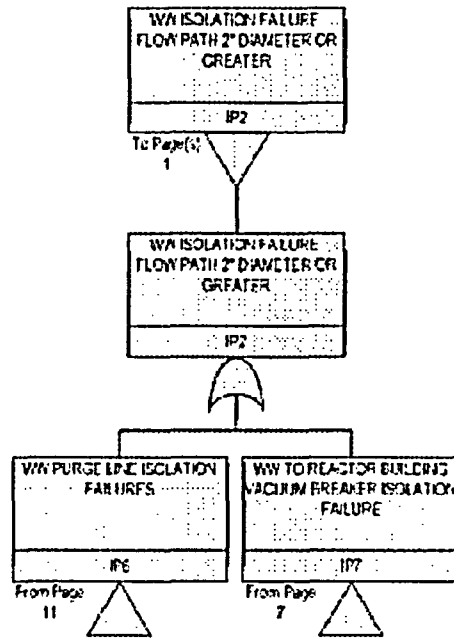 WW ISOLATION FAILURE
FLOW PATH 2" DIAMETER OR
GREATER
IP2
To Page(s)
1
WW ISOLATION FAILURE
FLOW PATH 2" DIAMETER OR
GREATER
IP2
WW PURGE LINE ISOLATION
FAILURES
IP6
From Page
11
WW TO REACTOR BUILDING
VACUUM BREAKER ISOLATION
FAILURE
IP7
From Page
7